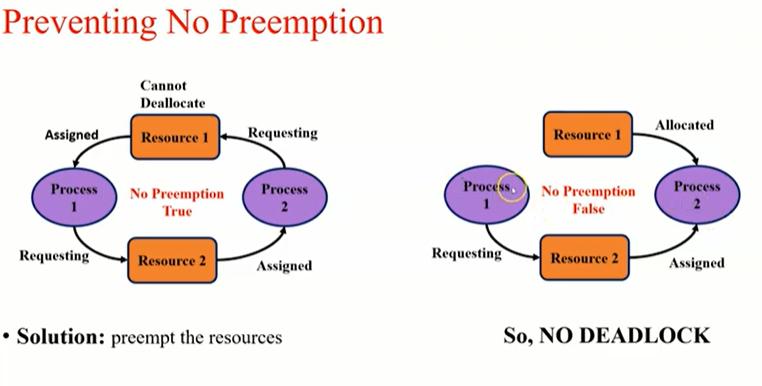 Preventing No Preemption
Cannot
Deallocate
Assigned
Resource 1
Requesting
Process
1
No Preemption
True
Process
2
Requesting
Resource 2
Assigned
• Solution: preempt the resources
Resource 1
Allocated
Process
1
No Preemption
False
Process
2
Requesting
Resource 2
Assigned
So, NO DEADLOCK